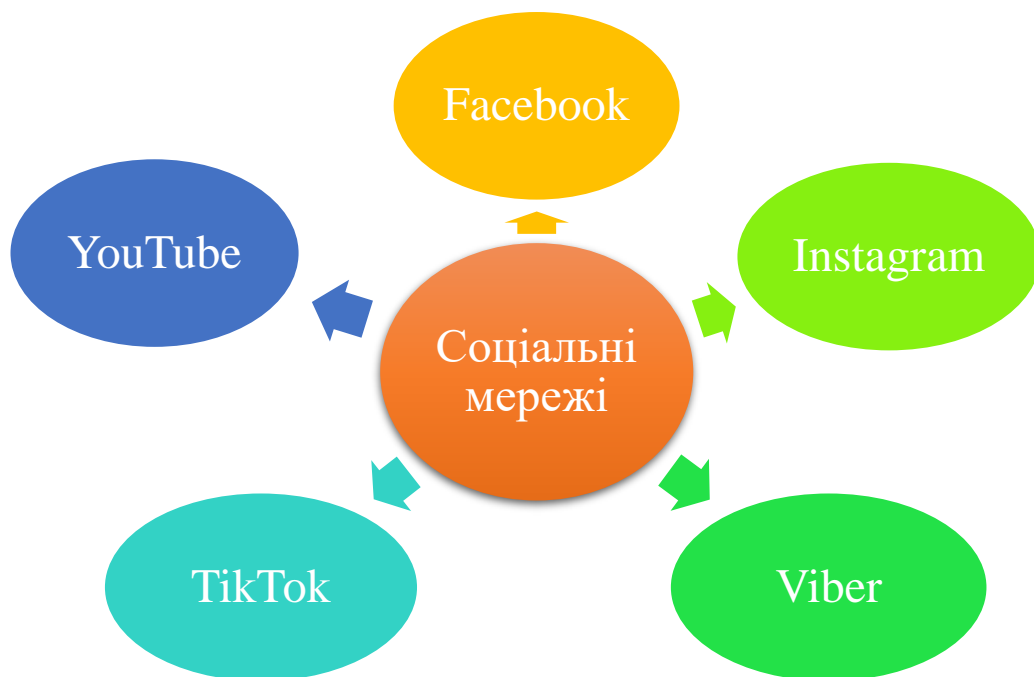 Facebook
YouTube
Instagram
Соціальні
мережі
TikTok
Viber